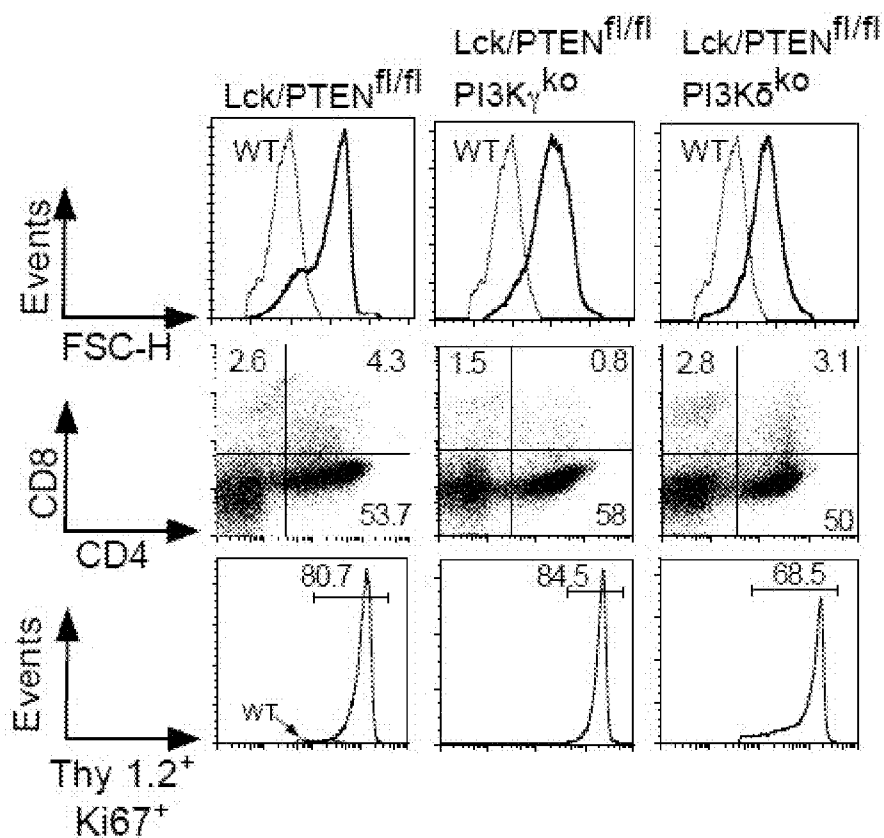 Lck/PTEN^fl/fl
Lck/PTEN^fl/fl
PI3Kγ^ko
Lck/PTEN^fl/fl
PI3Kδ^ko
Events
FSC-H
WT
WT
WT
CD8
CD4
2.6 4.3
53.7
1.5 0.8
58
2.8 3.1
50
Events
Thy 1.2⁺
Ki67⁺
80.7
WT
84.5
68.5